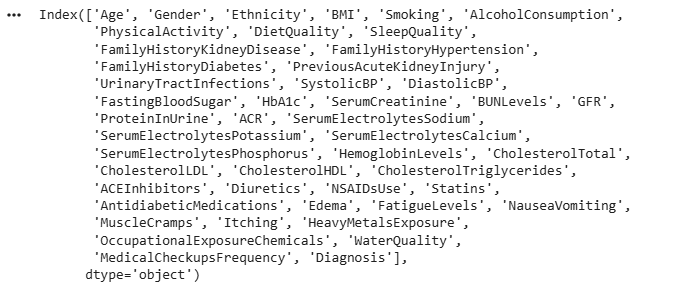 ••• Index(['Age', 'Gender', 'Ethnicity', 'BMI', 'Smoking', 'AlcoholConsumption',
'PhysicalActivity', 'DietQuality', 'SleepQuality',
'FamilyHistoryKidneyDisease', 'FamilyHistoryHypertension',
'FamilyHistoryDiabetes', 'PreviousAcuteKidneyInjury',
'UrinaryTractInfections', 'SystolicBP', 'DiastolicBP',
'FastingBloodSugar', 'HbA1c', 'SerumCreatinine', 'BUNLevels', 'GFR',
'ProteinInUrine', 'ACR', 'SerumElectrolytesSodium',
'SerumElectrolytesPotassium', 'SerumElectrolytesCalcium',
'SerumElectrolytesPhosphorus', 'HemoglobinLevels', 'CholesterolTotal',
'CholesterolLDL', 'CholesterolHDL', 'CholesterolTriglycerides',
'ACEInhibitors', 'Diuretics', 'NSAIDsUse', 'Statins',
'AntidiabeticMedications', 'Edema', 'FatigueLevels', 'NauseaVomiting',
'MuscleCramps', 'Itching', 'HeavyMetalsExposure',
'OccupationalExposureChemicals', 'WaterQuality',
'MedicalCheckupsFrequency', 'Diagnosis'],
dtype='object')